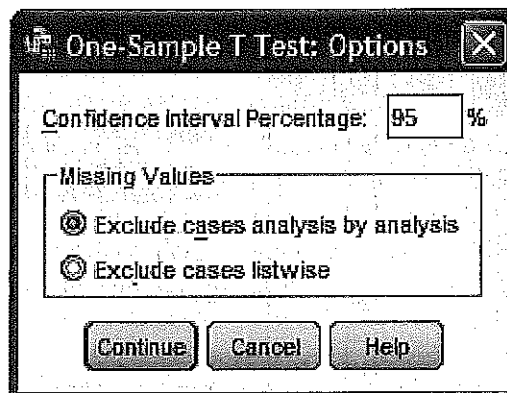 One-Sample T Test: Options
Confidence Interval Percentage: 95 %
Missing Values
Exclude cases analysis by analysis
Exclude cases listwise
Continue Cancel Help